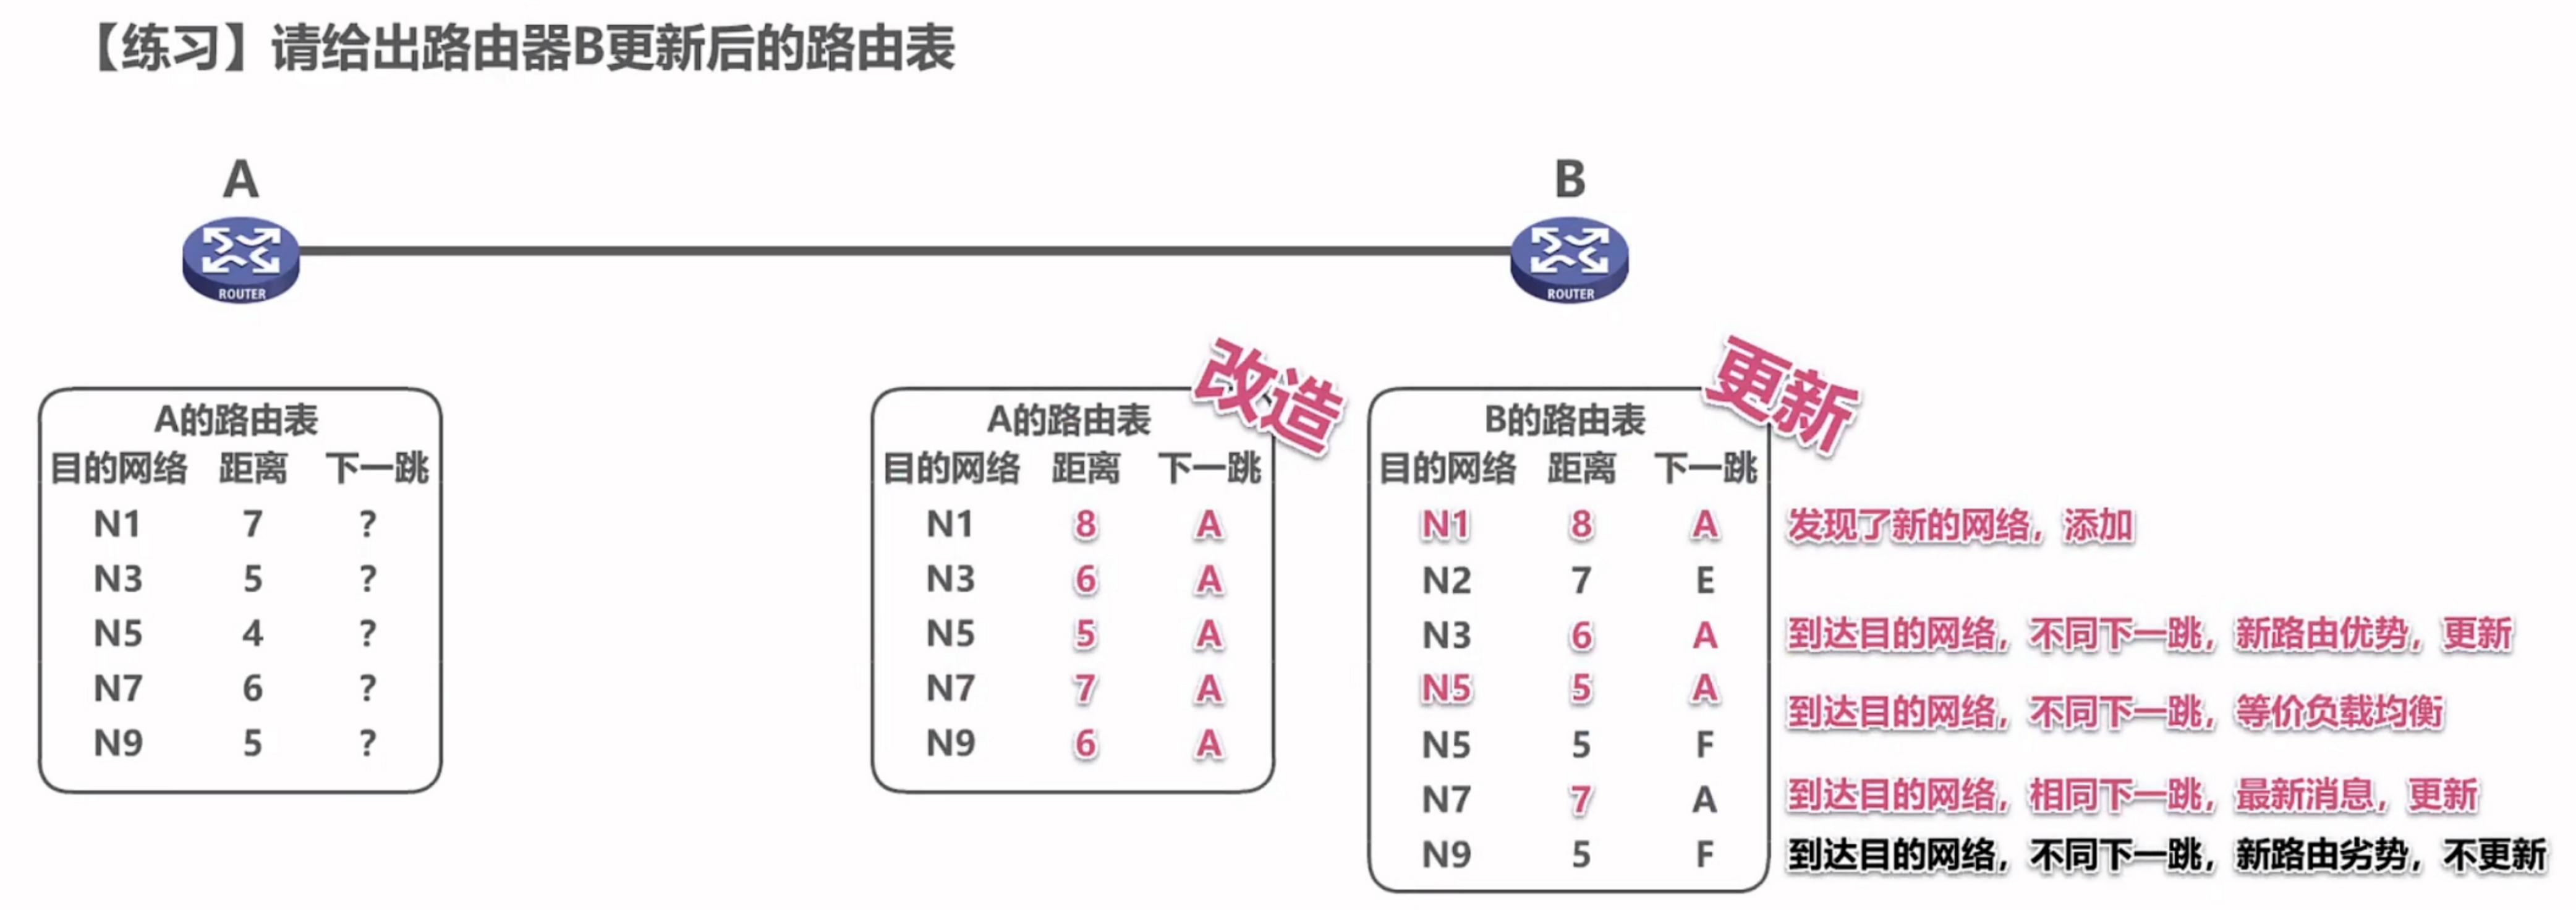 【练习】请给出路由器B更新后的路由表
A
B
ROUTER
ROUTER
A的路由表
目的网络 距离 下一跳
N1 7 ?
N3 5 ?
N5 4 ?
N7 6 ?
N9 5 ?
改造
A的路由表
目的网络 距离 下一跳
N1 8 A
N3 6 A
N5 5 A
N7 7 A
N9 6 A
更新
B的路由表
目的网络 距离 下一跳
N1 8 A 发现了新的网络，添加
N2 7 E
N3 6 A 到达目的网络，不同下一跳，新路由优势，更新
N5 5 A 到达目的网络，不同下一跳，等价负载均衡
N5 5 F
N7 7 A 到达目的网络，相同下一跳，最新消息，更新
N9 5 F 到达目的网络，不同下一跳，新路由劣势，不更新